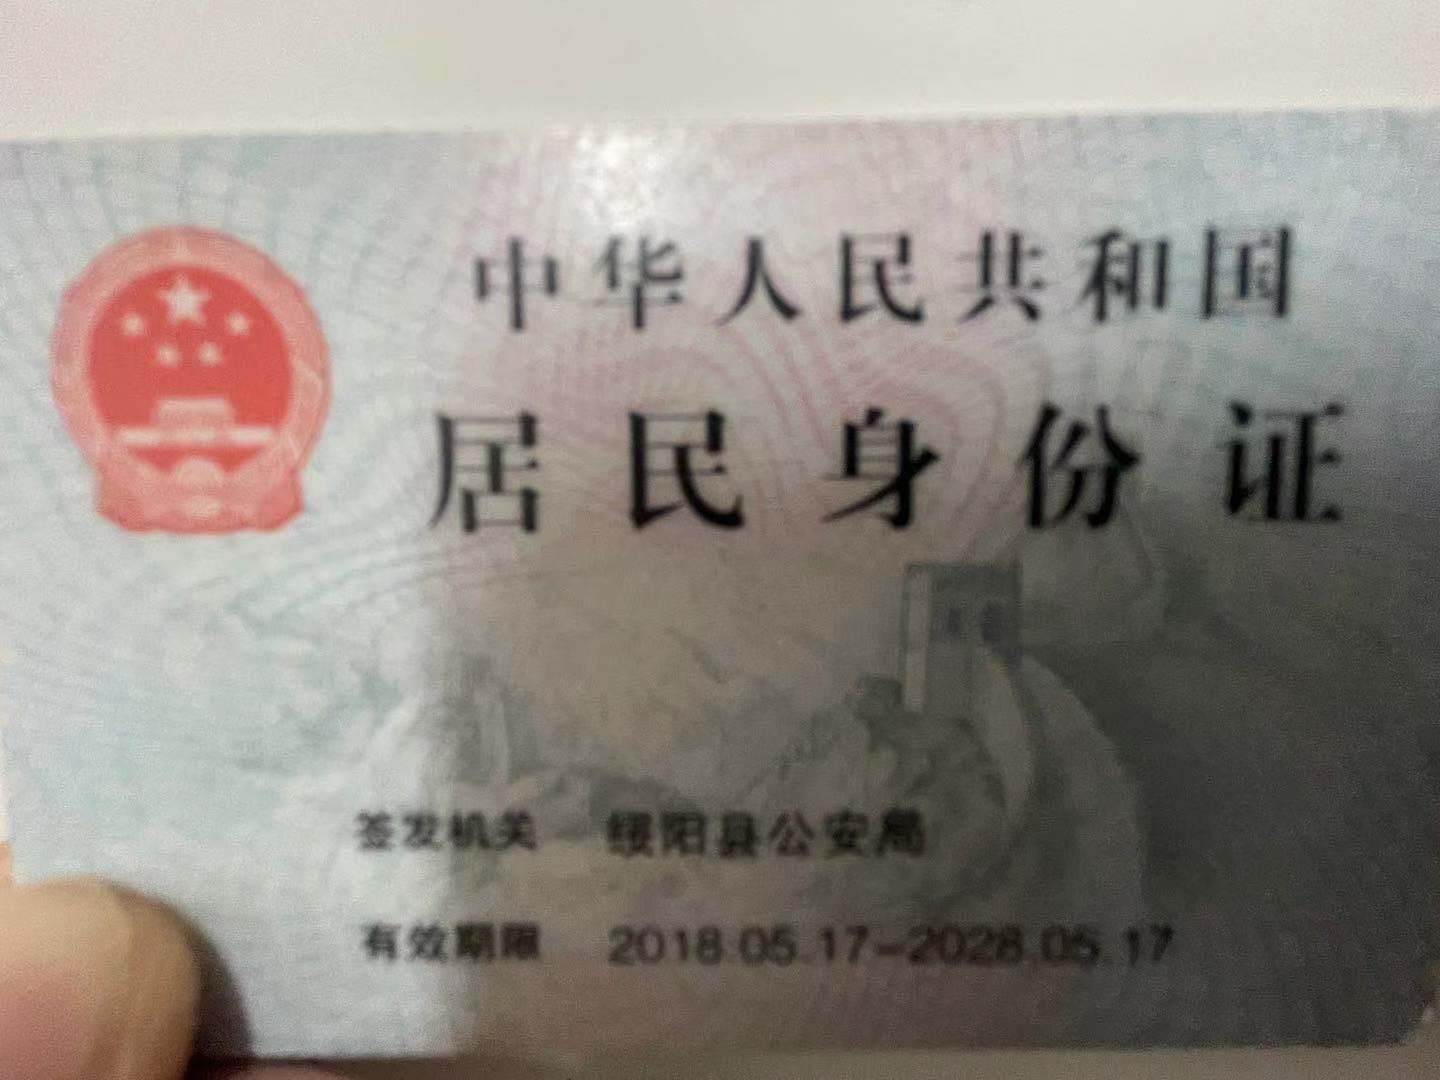 中华人民共和国
居民身份证
签发机关 绥阳县公安局
有效期限 2018.05.17-2028.05.17